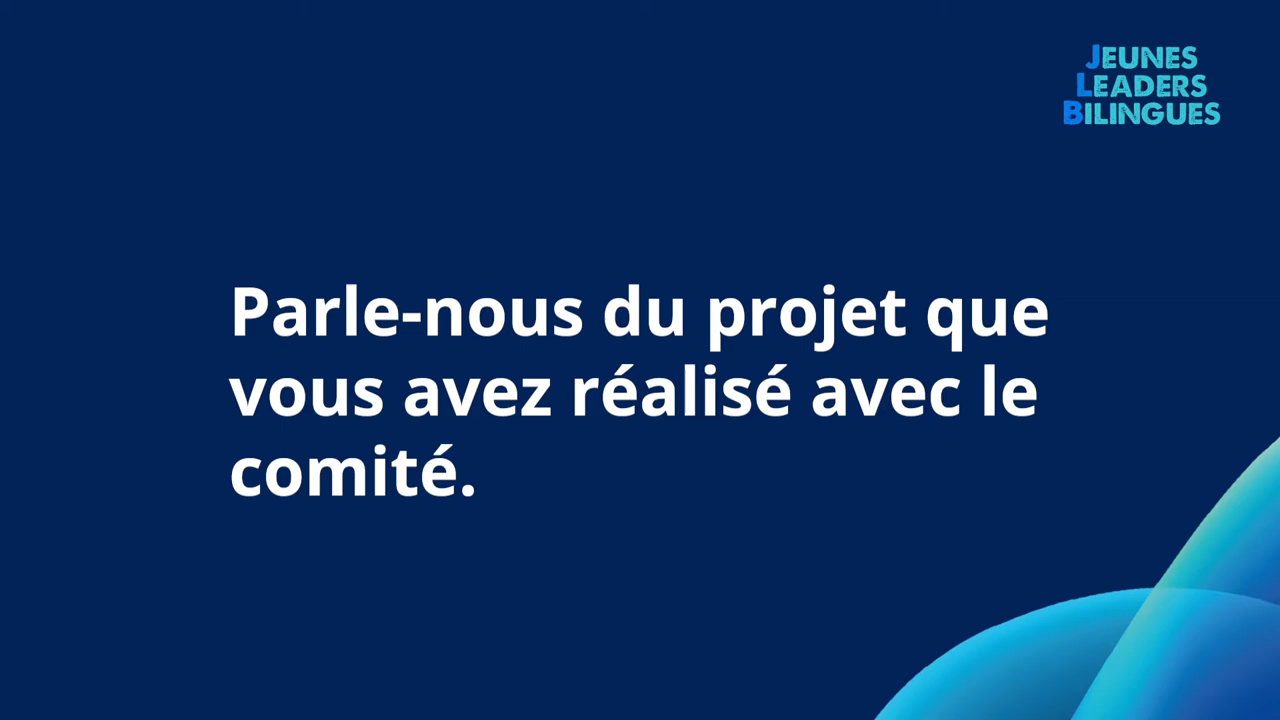 JEUNES
LEADERS
BILINGUES
Parle-nous du projet que
vous avez réalisé avec le
comité.